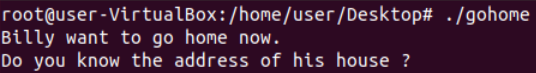 root@user-VirtualBox:/home/user/Desktop# ./gohome
Billy want to go home now.
Do you know the address of his house ?